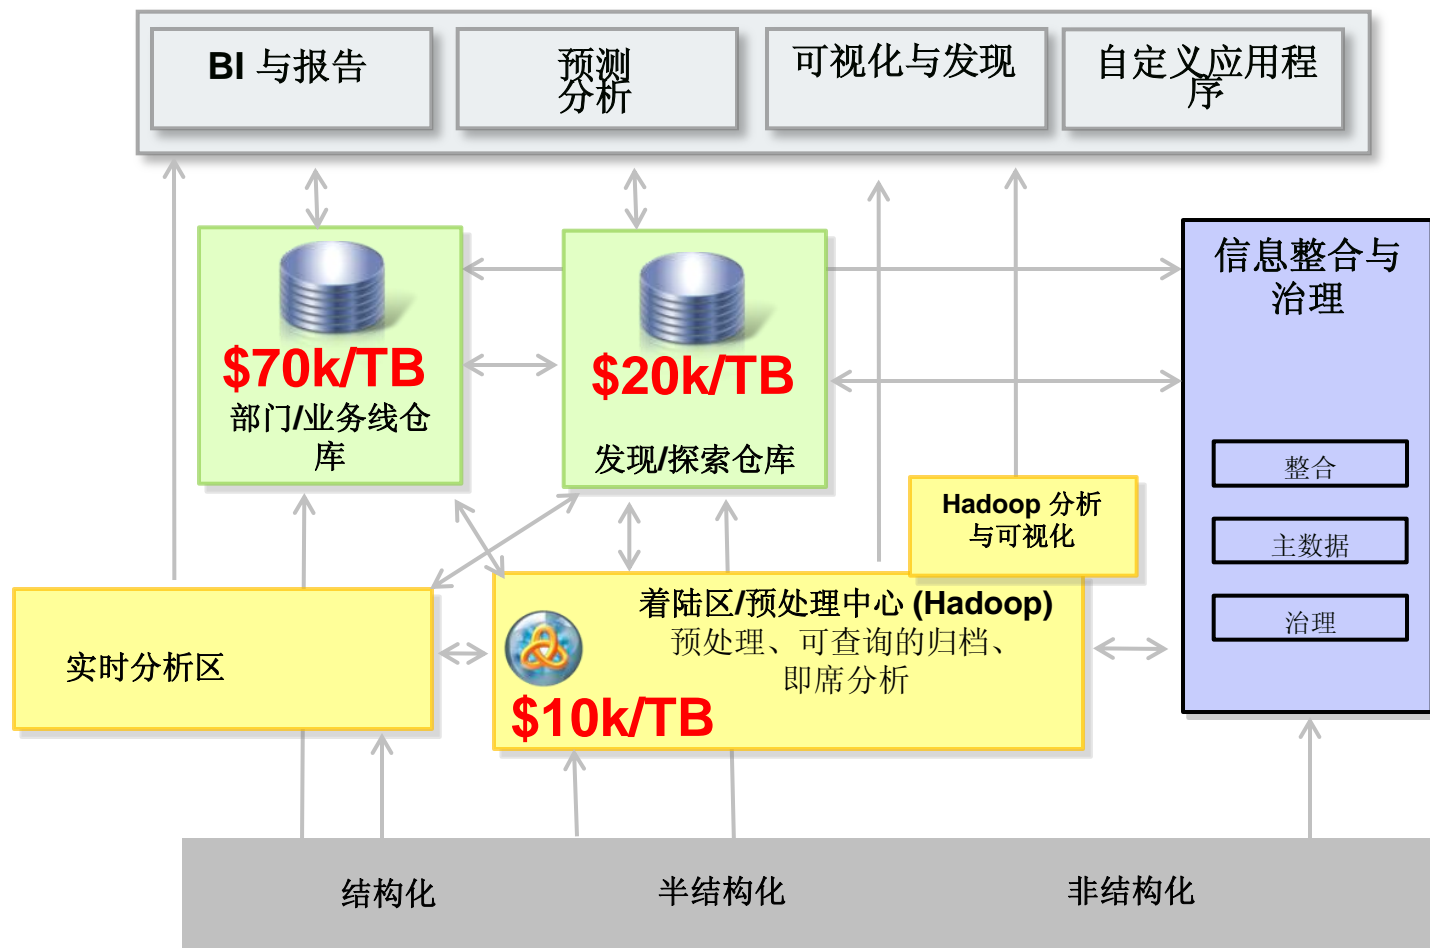 BI 与报告
预测
分析
可视化与发现
自定义应用程
序
信息整合与
治理
$70k/TB
部门/业务线仓
库
$20k/TB
发现/探索仓库
整合
主数据
治理
Hadoop 分析
与可视化
着陆区/预处理中心 (Hadoop)
预处理、可查询的归档、
即席分析
$10k/TB
实时分析区
结构化
半结构化
非结构化